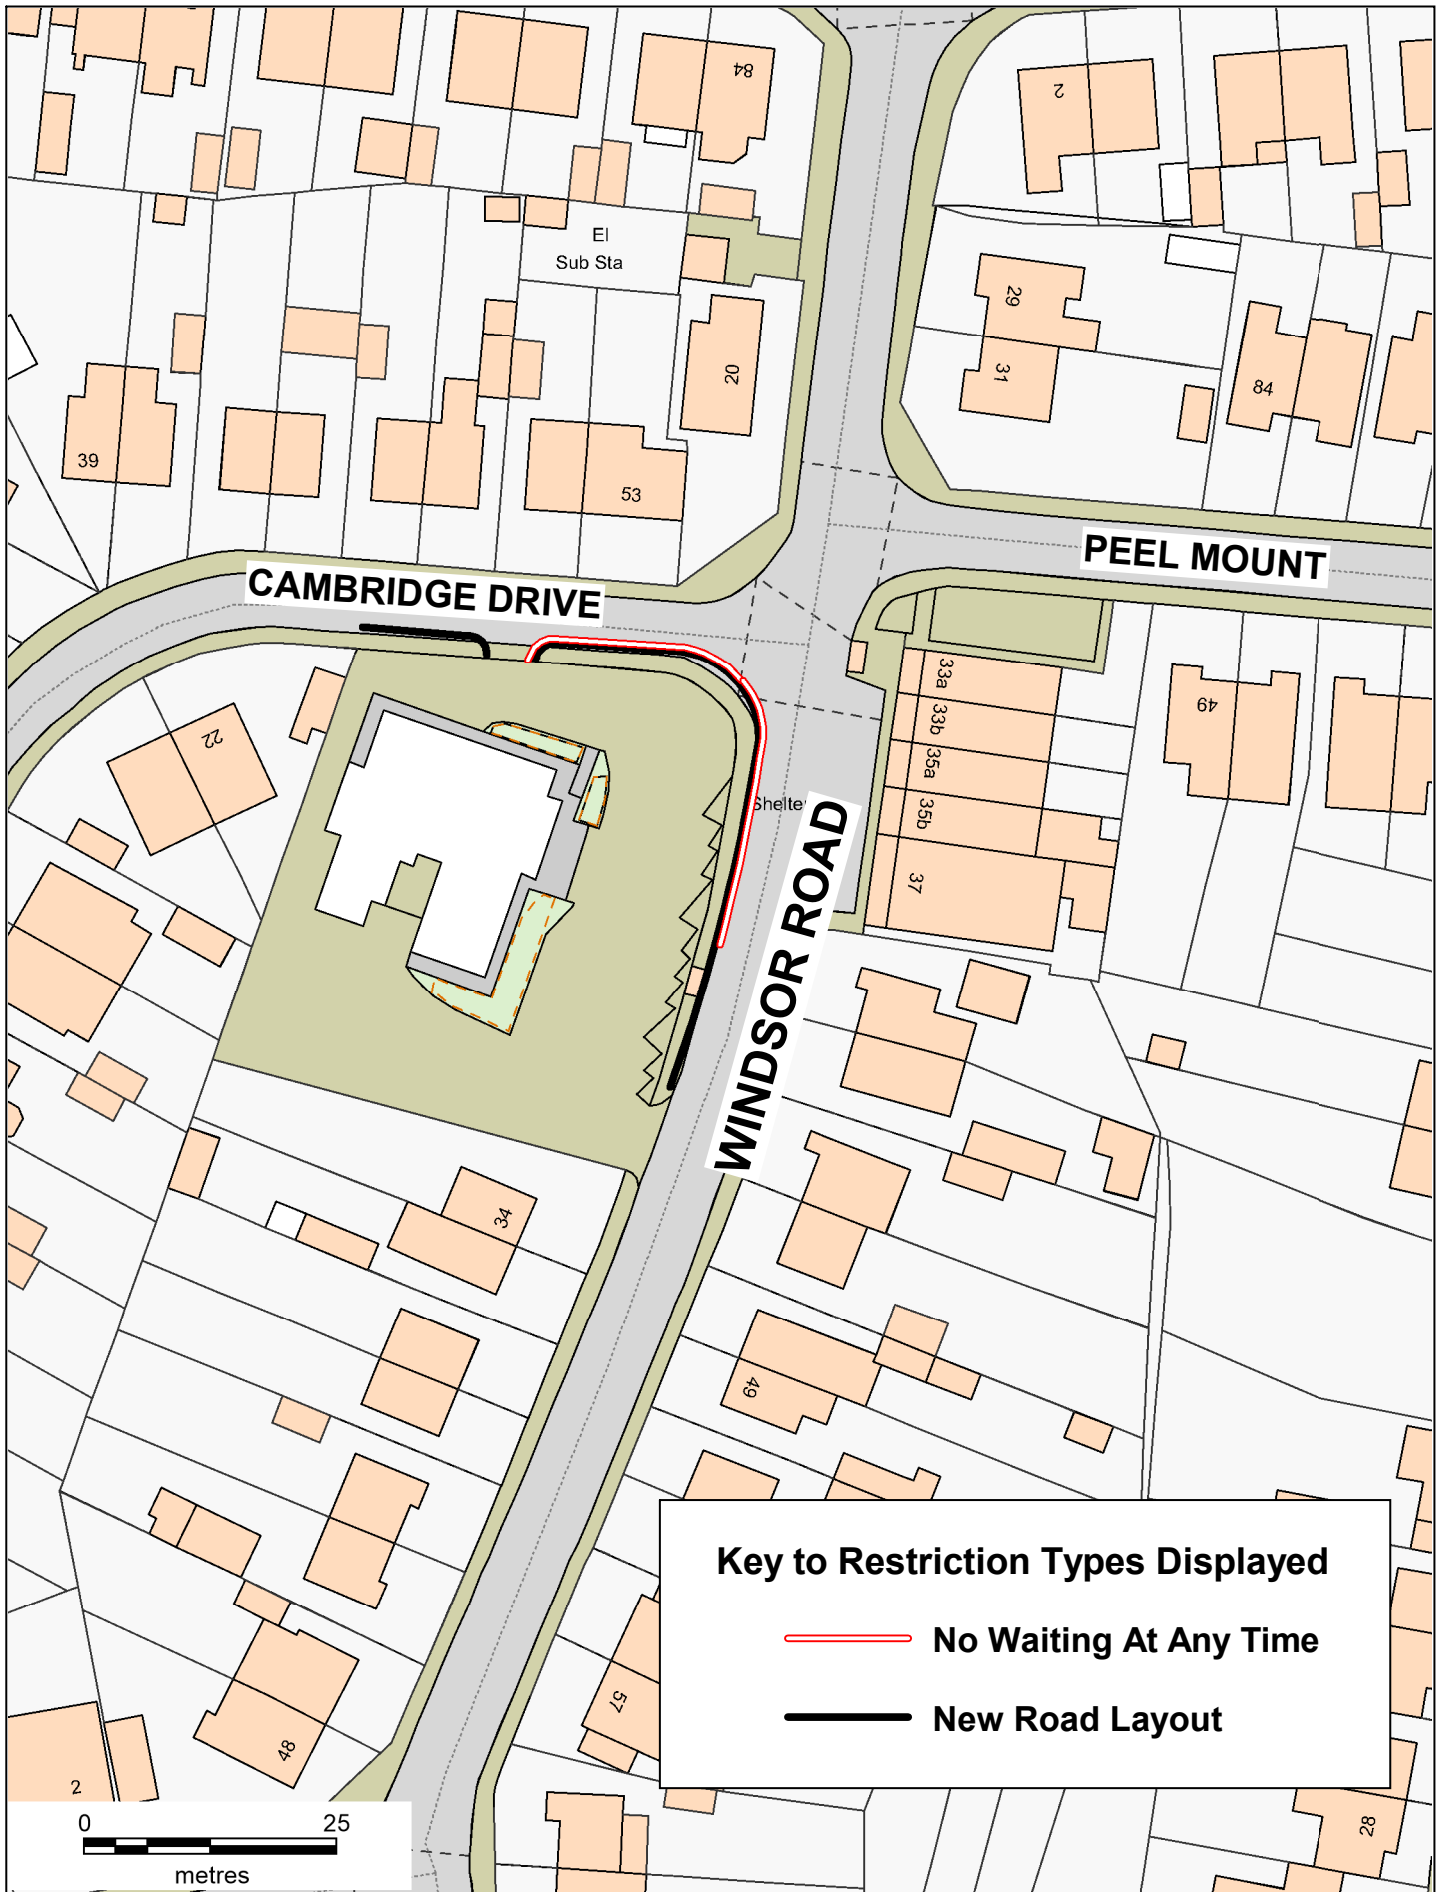 84
2
El
Sub Sta
29
31
20
84
39
53
PEEL MOUNT
CAMBRIDGE DRIVE
33a
33b
35a
35b
37
49
22
Shelter
WINDSOR ROAD
34
49
57
48
2
28
Key to Restriction Types Displayed
No Waiting At Any Time
New Road Layout
0 25
metres